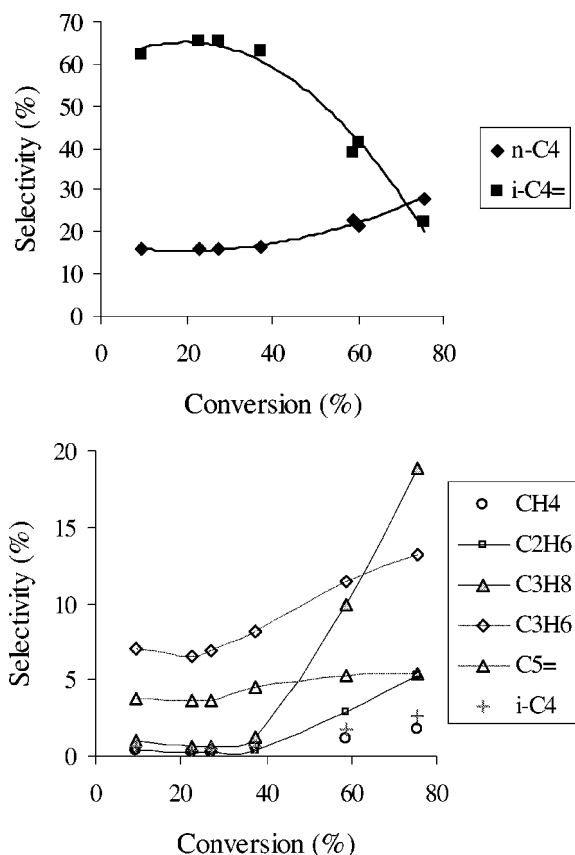 70
60
50
40
30
20
10
0
Selectivity (%)
0 20 40 60 80
Conversion (%)
n-C4
i-C4=
20
15
10
5
0
Selectivity (%)
0 20 40 60 80
Conversion (%)
CH4
C2H6
C3H8
C3H6
C5=
i-C4